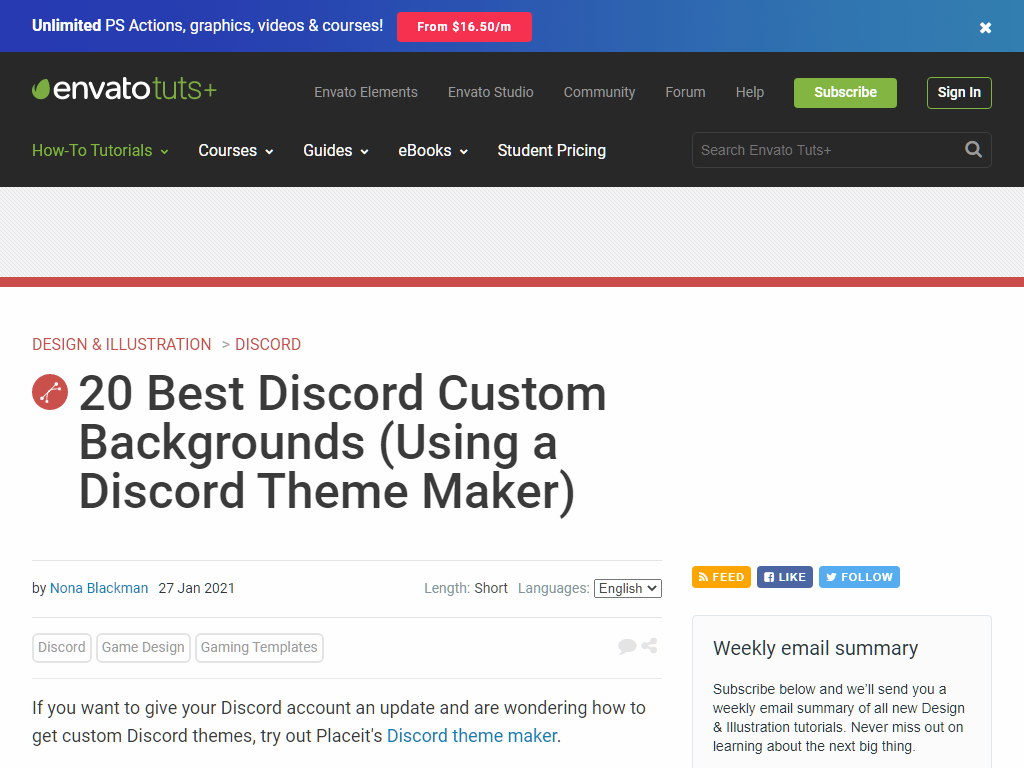 Unlimited PS Actions, graphics, videos & courses! From $16.50/m
envatotuts+
Envato Elements Envato Studio Community Forum Help Subscribe Sign In
How-To Tutorials Courses Guides eBooks Student Pricing Search Envato Tuts+
DESIGN & ILLUSTRATION > DISCORD
20 Best Discord Custom
Backgrounds (Using a
Discord Theme Maker)
by Nona Blackman 27 Jan 2021 Length: Short Languages: English
FEED LIKE FOLLOW
Discord Game Design Gaming Templates
If you want to give your Discord account an update and are wondering how to
get custom Discord themes, try out Placeit's Discord theme maker.
Weekly email summary
Subscribe below and we’ll send you a
weekly email summary of all new Design
& Illustration tutorials. Never miss out on
learning about the next big thing.